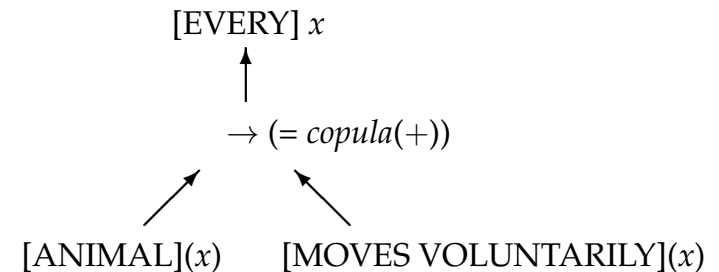 [EVERY] x
→ (= copula(+))
[ANIMAL](x) [MOVES VOLUNTARILY](x)